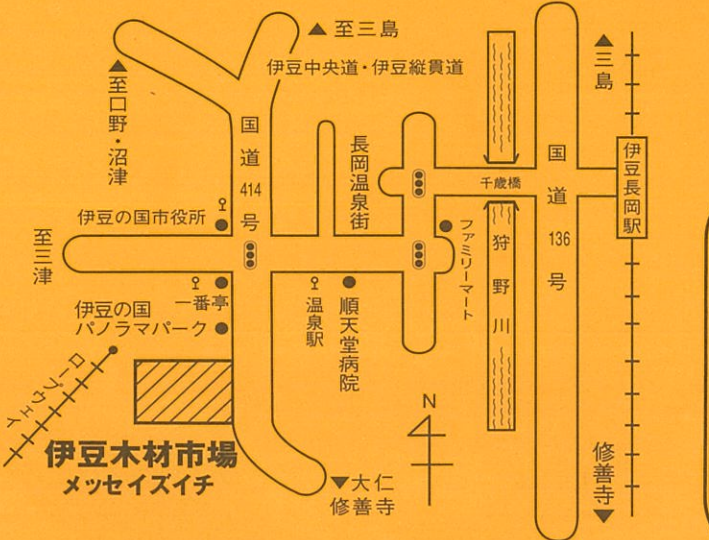 ▲至三島
伊豆中央道・伊豆縦貫道
▲至口野・沼津
国道414号
長岡温泉街
千歳橋
国道136号
▲三島
伊豆長岡駅
伊豆の国市役所
至三津
ファミリーマート
狩野川
一番亭
温泉駅
順天堂病院
伊豆の国
パノラマパーク
ロープウェイ
伊豆木材市場
メッセイズイチ
N
▼大仁
修善寺
修善寺▼